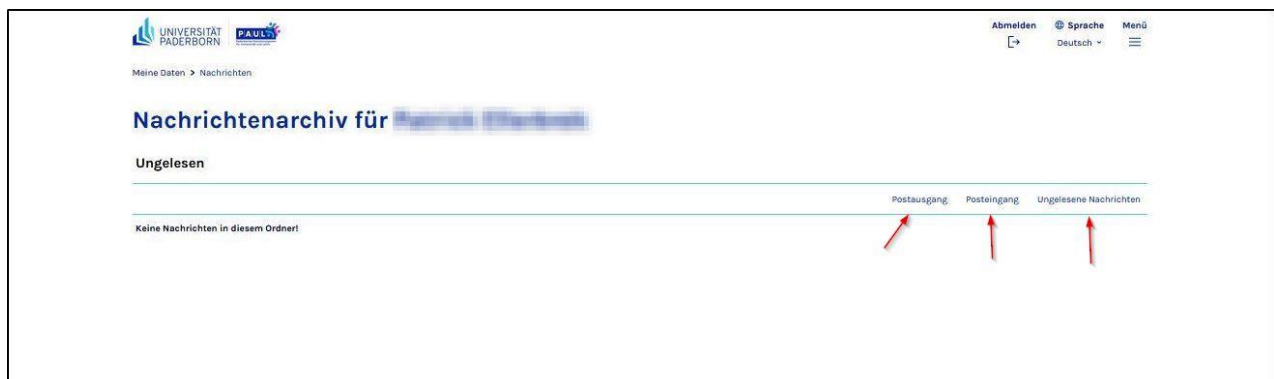 UNIVERSITÄT
PADERBORN
PAUL
Abmelden
Sprache
Menü
Deutsch
Meine Daten > Nachrichten
Nachrichtenarchiv für
Ungelesen
Postausgang Posteingang Ungelesene Nachrichten
Keine Nachrichten in diesem Ordner!